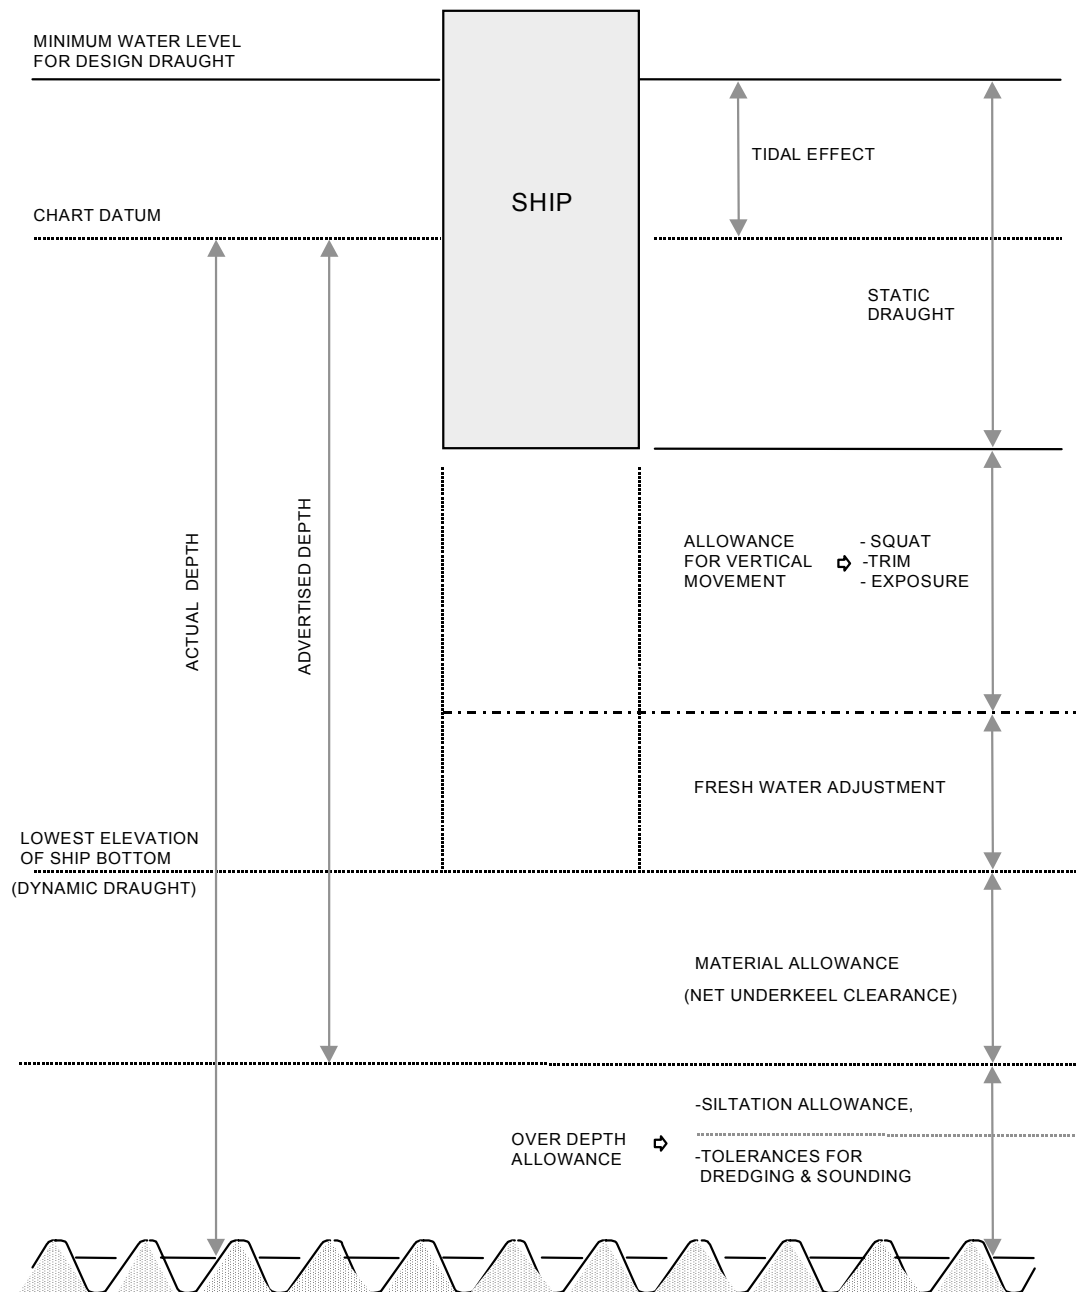 MINIMUM WATER LEVEL
FOR DESIGN DRAUGHT
TIDAL EFFECT
SHIP
CHART DATUM
STATIC
DRAUGHT
ACTUAL DEPTH
ADVERTISED DEPTH
ALLOWANCE
FOR VERTICAL
MOVEMENT
- SQUAT
-TRIM
- EXPOSURE
FRESH WATER ADJUSTMENT
LOWEST ELEVATION
OF SHIP BOTTOM
(DYNAMIC DRAUGHT)
MATERIAL ALLOWANCE
(NET UNDERKEEL CLEARANCE)
OVER DEPTH
ALLOWANCE
-SILTATION ALLOWANCE,
-TOLERANCES FOR
DREDGING & SOUNDING